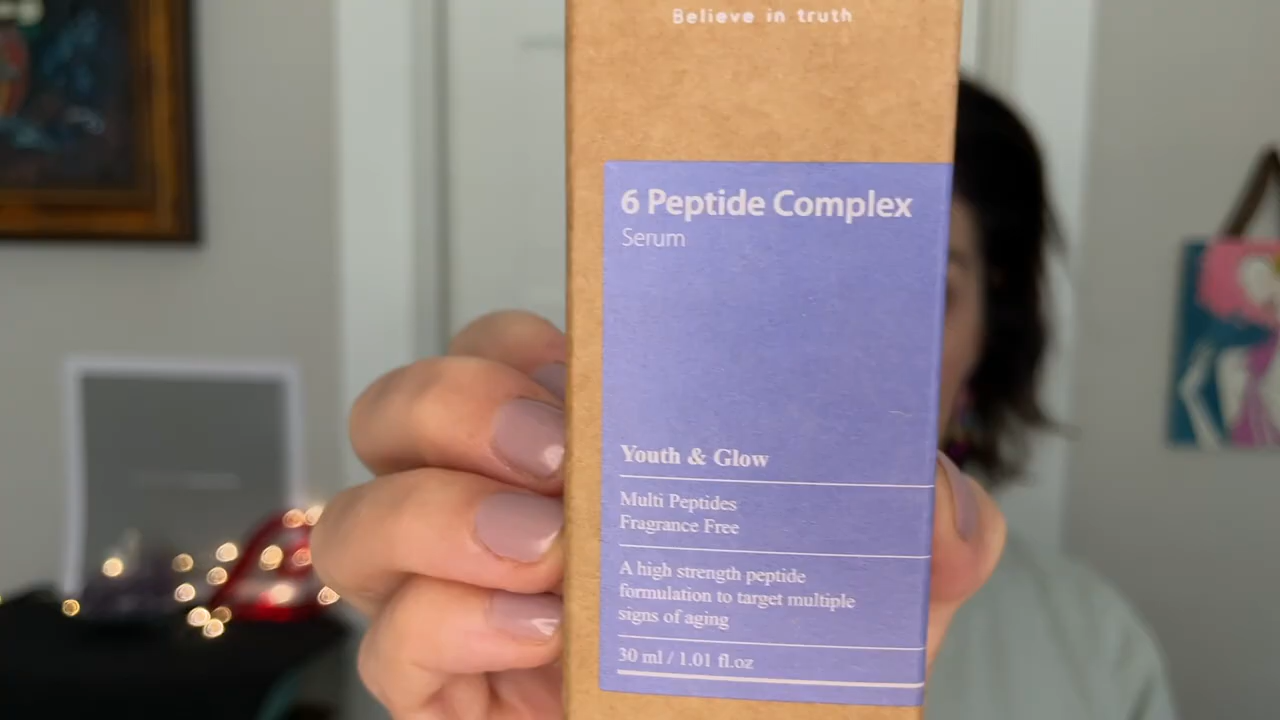 Believe in truth
6 Peptide Complex
Serum
Youth & Glow
Multi Peptides
Fragrance Free
A high strength peptide
formulation to target multiple
signs of aging
30 ml / 1.01 fl.oz